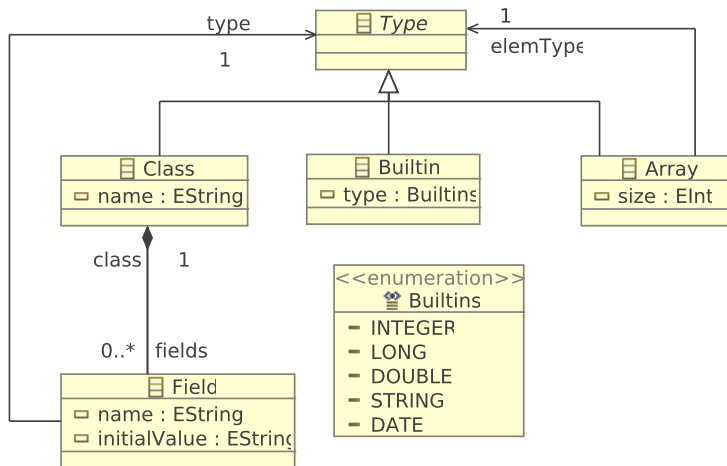 type
Type
1
1
elemType
Class
name : EString
Builtin
type : Builtins
Array
size : EInt
class
1
0..*
fields
<<enumeration>>
Builtins
INTEGER
LONG
DOUBLE
STRING
DATE
Field
name : EString
initialValue : EString